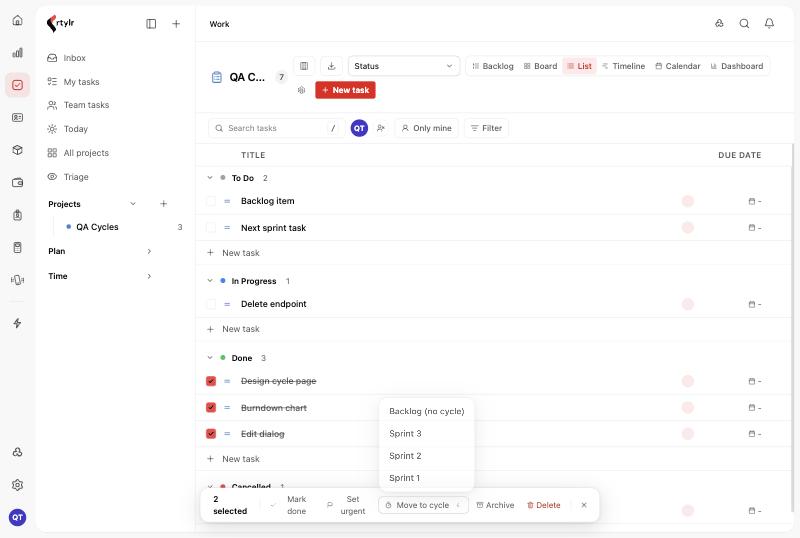 rtylr
Work
Inbox
My tasks
Team tasks
Today
All projects
Triage
Projects
QA Cycles 3
Plan
Time
QA C... 7
Status
Backlog
Board
List
Timeline
Calendar
Dashboard
+ New task
Search tasks /
QT
Only mine
Filter
TITLE DUE DATE
To Do 2
Backlog item -
Next sprint task -
+ New task
In Progress 1
Delete endpoint -
+ New task
Done 3
Design cycle page -
Burndown chart -
Edit dialog -
+ New task
Cancelled 1
-
Backlog (no cycle)
Sprint 3
Sprint 2
Sprint 1
2 selected
Mark done
Set urgent
Move to cycle
Archive
Delete
QT